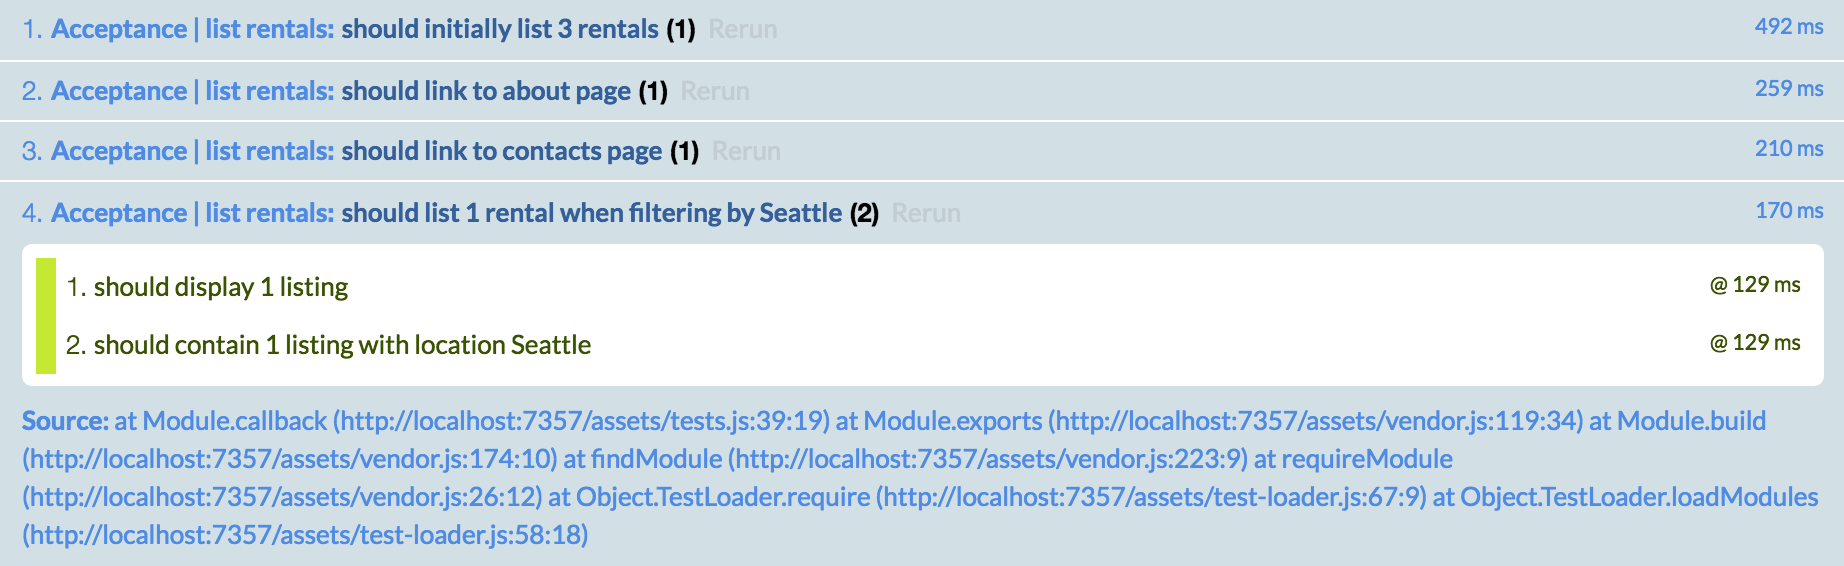 1. Acceptance | list rentals: should initially list 3 rentals (1) Rerun 492 ms
2. Acceptance | list rentals: should link to about page (1) Rerun 259 ms
3. Acceptance | list rentals: should link to contacts page (1) Rerun 210 ms
4. Acceptance | list rentals: should list 1 rental when filtering by Seattle (2) Rerun 170 ms
1. should display 1 listing @ 129 ms
2. should contain 1 listing with location Seattle @ 129 ms
Source: at Module.callback (http://localhost:7357/assets/tests.js:39:19) at Module.exports (http://localhost:7357/assets/vendor.js:119:34) at Module.build
(http://localhost:7357/assets/vendor.js:174:10) at findModule (http://localhost:7357/assets/vendor.js:223:9) at requireModule
(http://localhost:7357/assets/vendor.js:26:12) at Object.TestLoader.require (http://localhost:7357/assets/test-loader.js:67:9) at Object.TestLoader.loadModules
(http://localhost:7357/assets/test-loader.js:58:18)